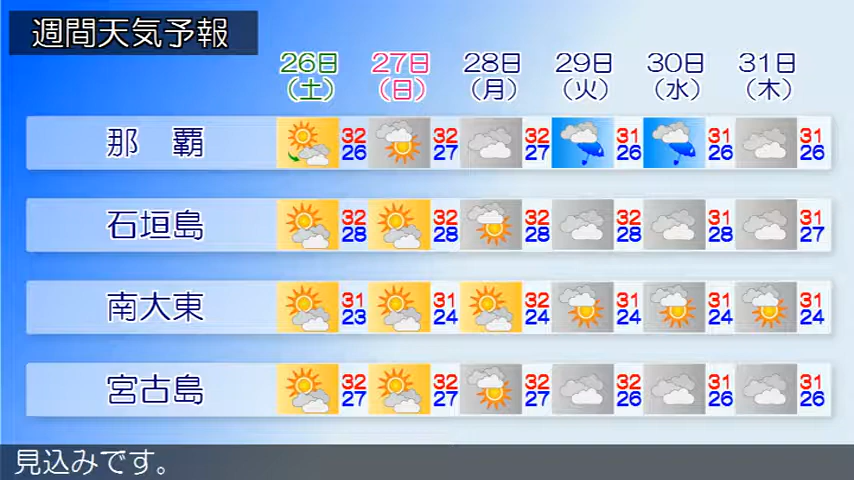 週間天気予報
26日 27日 28日 29日 30日 31日
（土） （日） （月） （火） （水） （木）
那 覇 32 26 32 27 32 27 31 26 31 26 31 26
石垣島 32 28 32 28 32 28 32 28 31 28 31 27
南大東 31 23 31 24 32 24 31 24 31 24 31 24
宮古島 32 27 32 27 32 27 32 26 31 26 31 26
見込みです。